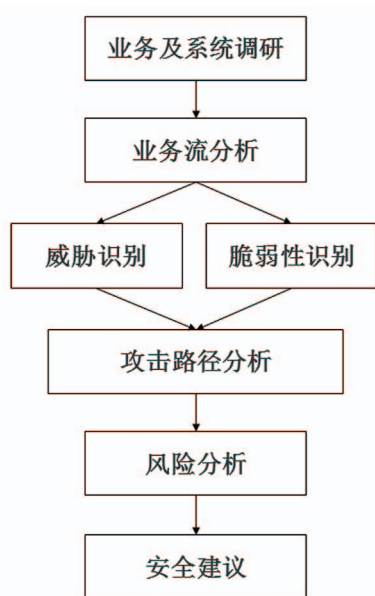 业务及系统调研
业务流分析
威胁识别
脆弱性识别
攻击路径分析
风险分析
安全建议